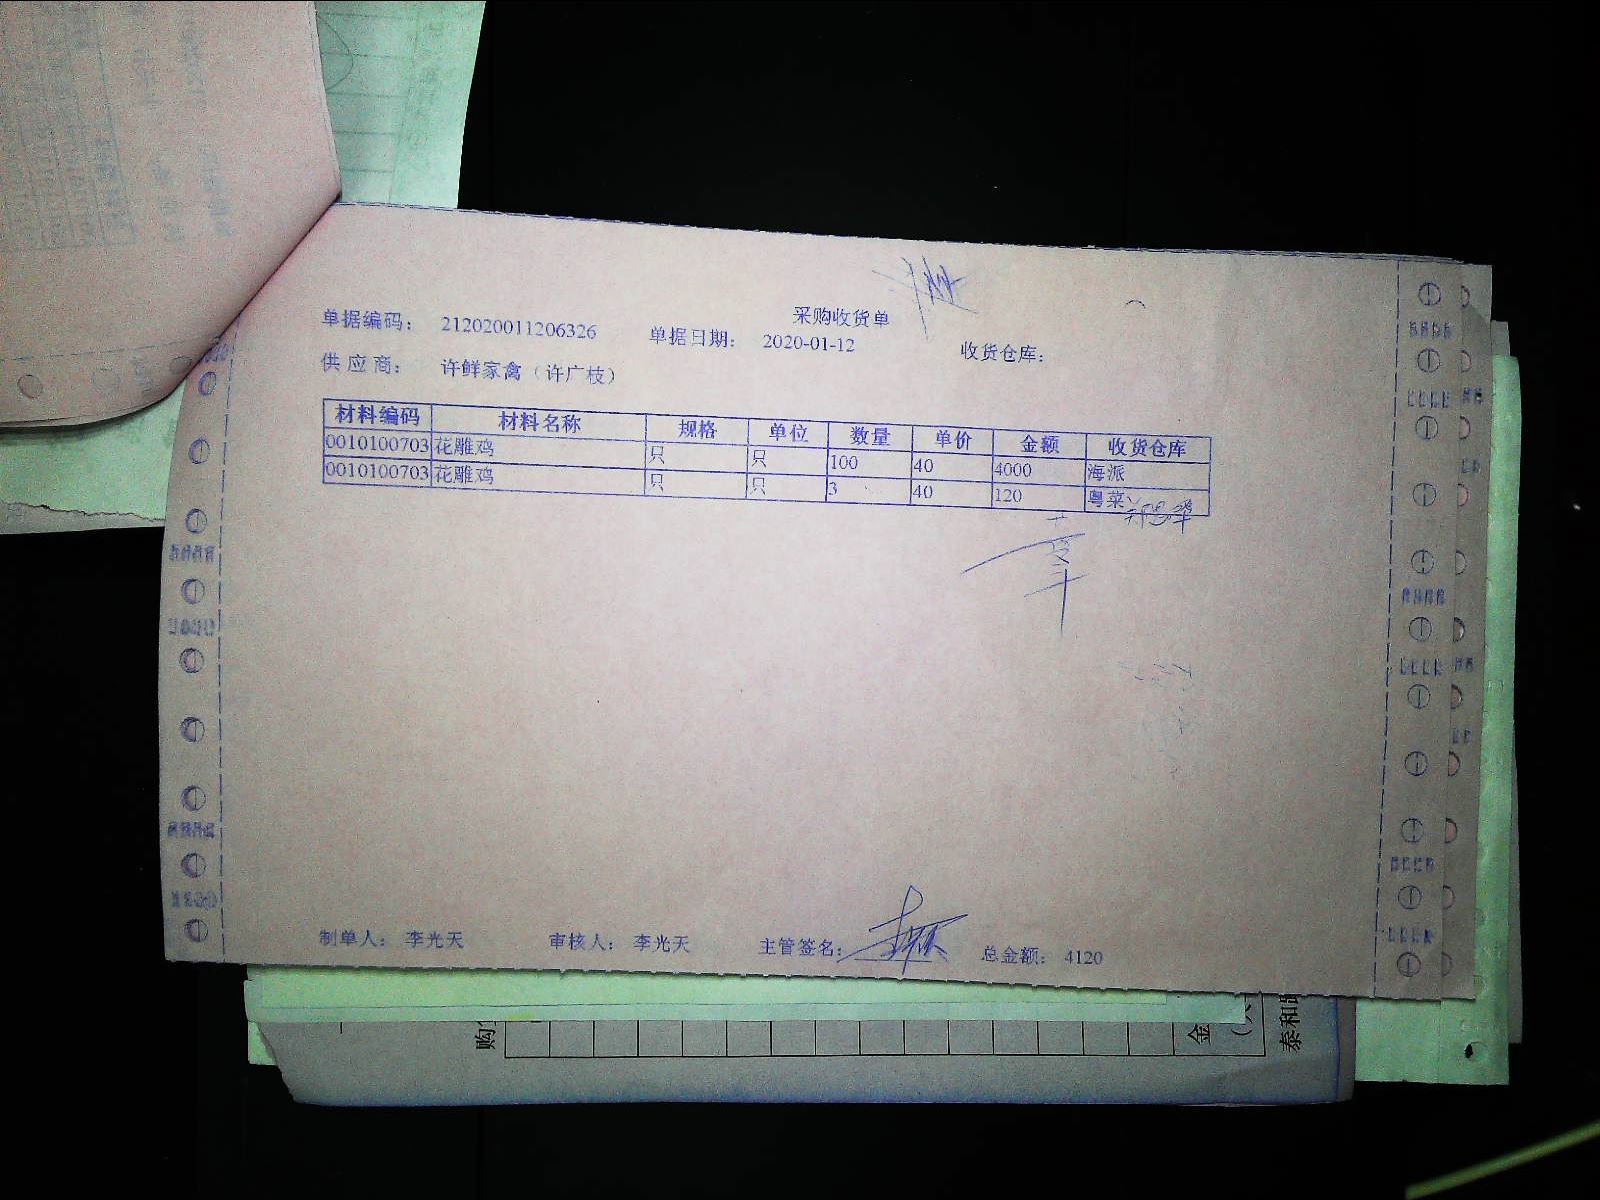 采购收货单
单据编码： 212020011206326 单据日期： 2020-01-12 收货仓库：
供 应 商： 许鲜家禽（许广枝）
材料编码 材料名称 规格 单位 数量 单价 金额 收货仓库
0010100703 花雕鸡 只 只 100 40 4000 海派
0010100703 花雕鸡 只 只 3 40 120 粤菜
制单人： 李光天 审核人： 李光天 主管签名： 总金额： 4120
购
金
泰和